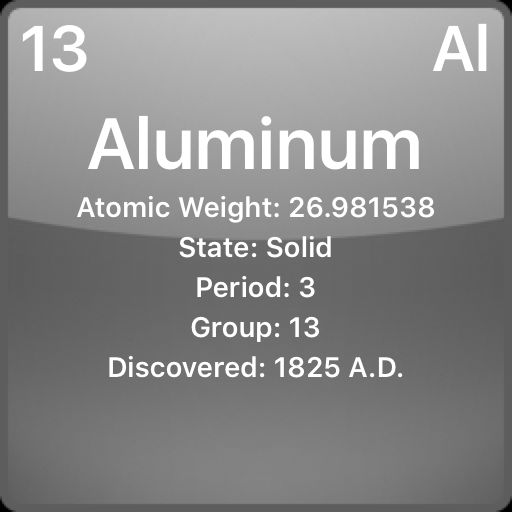 13 Al
Aluminum
Atomic Weight: 26.981538
State: Solid
Period: 3
Group: 13
Discovered: 1825 A.D.